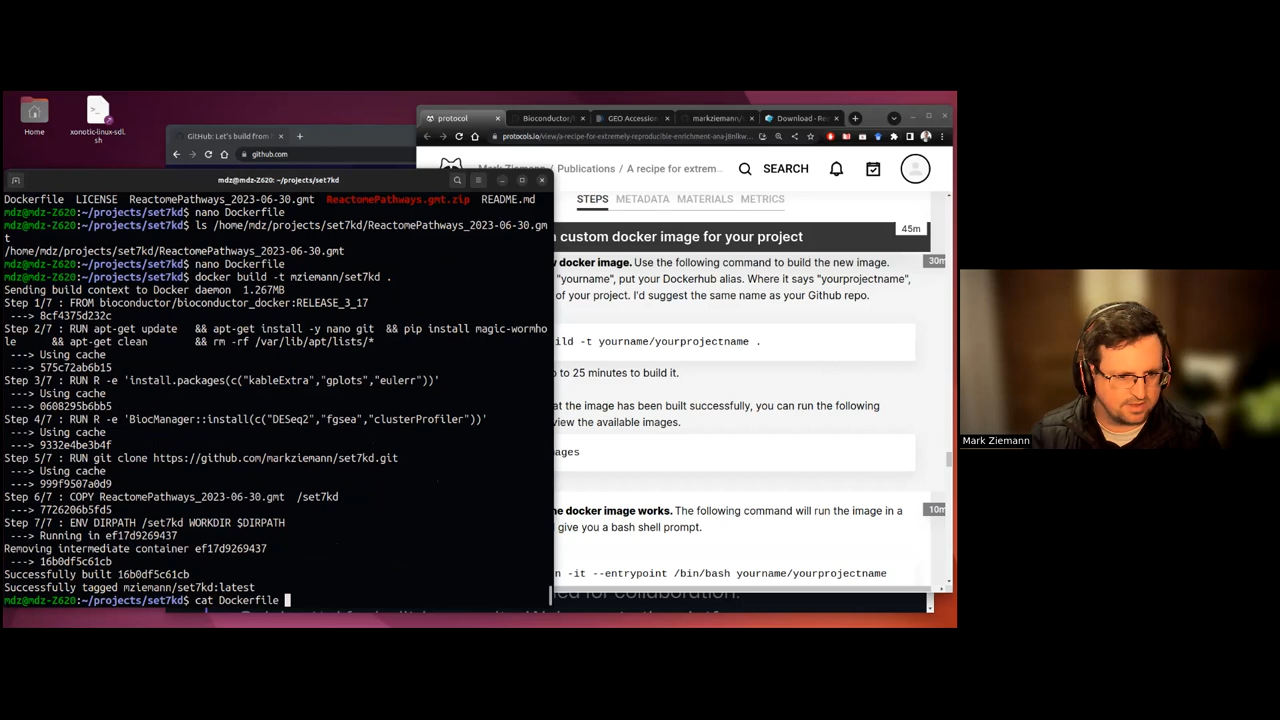 Home
xonotic-linux-sdl.
sh
GitHub: Let's build from
github.com
protocol
Bioconductor/b
GEO Accession
markziemann/
Download - Re
protocols.io/view/a-recipe-for-extremely-reproducible-enrichment-ana-j8nlkw
Mark Ziemann / Publications / A recipe for extrem...
SEARCH
STEPS METADATA MATERIALS METRICS
custom docker image for your project
45m
docker image. Use the following command to build the new image.
30m
"yourname", put your Dockerhub alias. Where it says "yourprojectname",
of your project. I'd suggest the same name as your Github repo.
ild -t yourname/yourprojectname .
to 25 minutes to build it.
at the image has been built successfully, you can run the following
view the available images.
ages
e docker image works. The following command will run the image in a
10m
give you a bash shell prompt.
n -it --entrypoint /bin/bash yourname/yourprojectname
ed for collaboration.
mdz@mdz-Z620: ~/projects/set7kd
Dockerfile LICENSE ReactomePathways_2023-06-30.gmt ReactomePathways.gmt.zip README.md
mdz@mdz-Z620:~/projects/set7kd$ nano Dockerfile
mdz@mdz-Z620:~/projects/set7kd$ ls /home/mdz/projects/set7kd/ReactomePathways_2023-06-30.gm
t
/home/mdz/projects/set7kd/ReactomePathways_2023-06-30.gmt
mdz@mdz-Z620:~/projects/set7kd$ nano Dockerfile
mdz@mdz-Z620:~/projects/set7kd$ docker build -t mziemann/set7kd .
Sending build context to Docker daemon 1.267MB
Step 1/7 : FROM bioconductor/bioconductor_docker:RELEASE_3_17
---> 8cf4375d232c
Step 2/7 : RUN apt-get update && apt-get install -y nano git && pip install magic-wormho
le && apt-get clean && rm -rf /var/lib/apt/lists/*
---> Using cache
---> 575c72ab6b15
Step 3/7 : RUN R -e 'install.packages(c("kableExtra","gplots","eulerr"))'
---> Using cache
---> 0608295b6bb5
Step 4/7 : RUN R -e 'BiocManager::install(c("DESeq2","fgsea","clusterProfiler"))'
---> Using cache
---> 9332e4be3b4f
Step 5/7 : RUN git clone https://github.com/markziemann/set7kd.git
---> Using cache
---> 999f9507a0d9
Step 6/7 : COPY ReactomePathways_2023-06-30.gmt /set7kd
---> 7726206b5fd5
Step 7/7 : ENV DIRPATH /set7kd WORKDIR $DIRPATH
---> Running in ef17d9269437
Removing intermediate container ef17d9269437
---> 16b0df5c61cb
Successfully built 16b0df5c61cb
Successfully tagged mziemann/set7kd:latest
mdz@mdz-Z620:~/projects/set7kd$ cat Dockerfile
Mark Ziemann